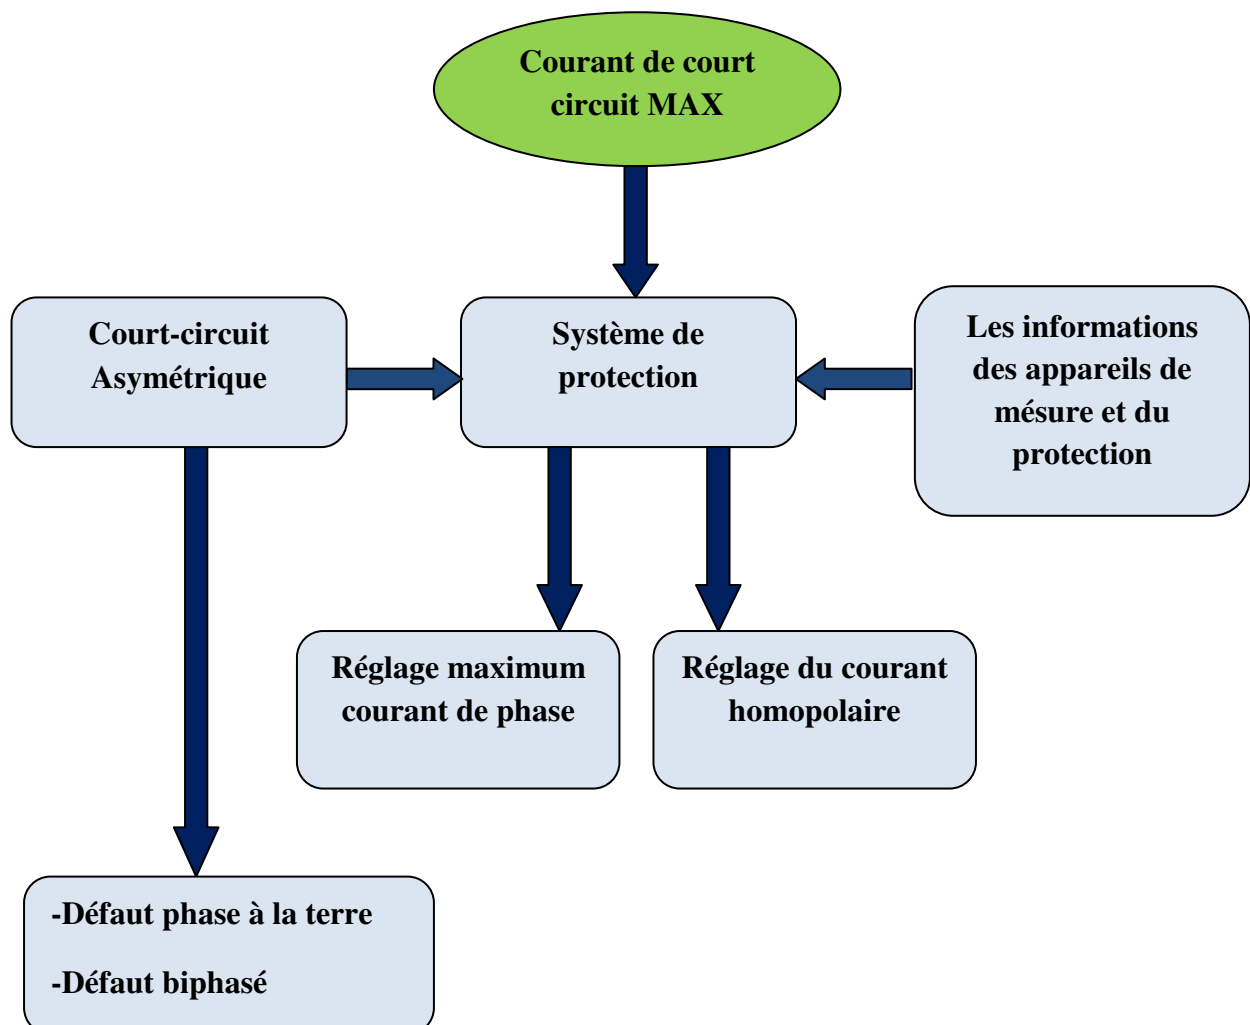 Courant de court
circuit MAX
Court-circuit
Asymétrique
Système de
protection
Les informations
des appareils de
mésure et du
protection
Réglage maximum
courant de phase
Réglage du courant
homopolaire
-Défaut phase à la terre
-Défaut biphasé